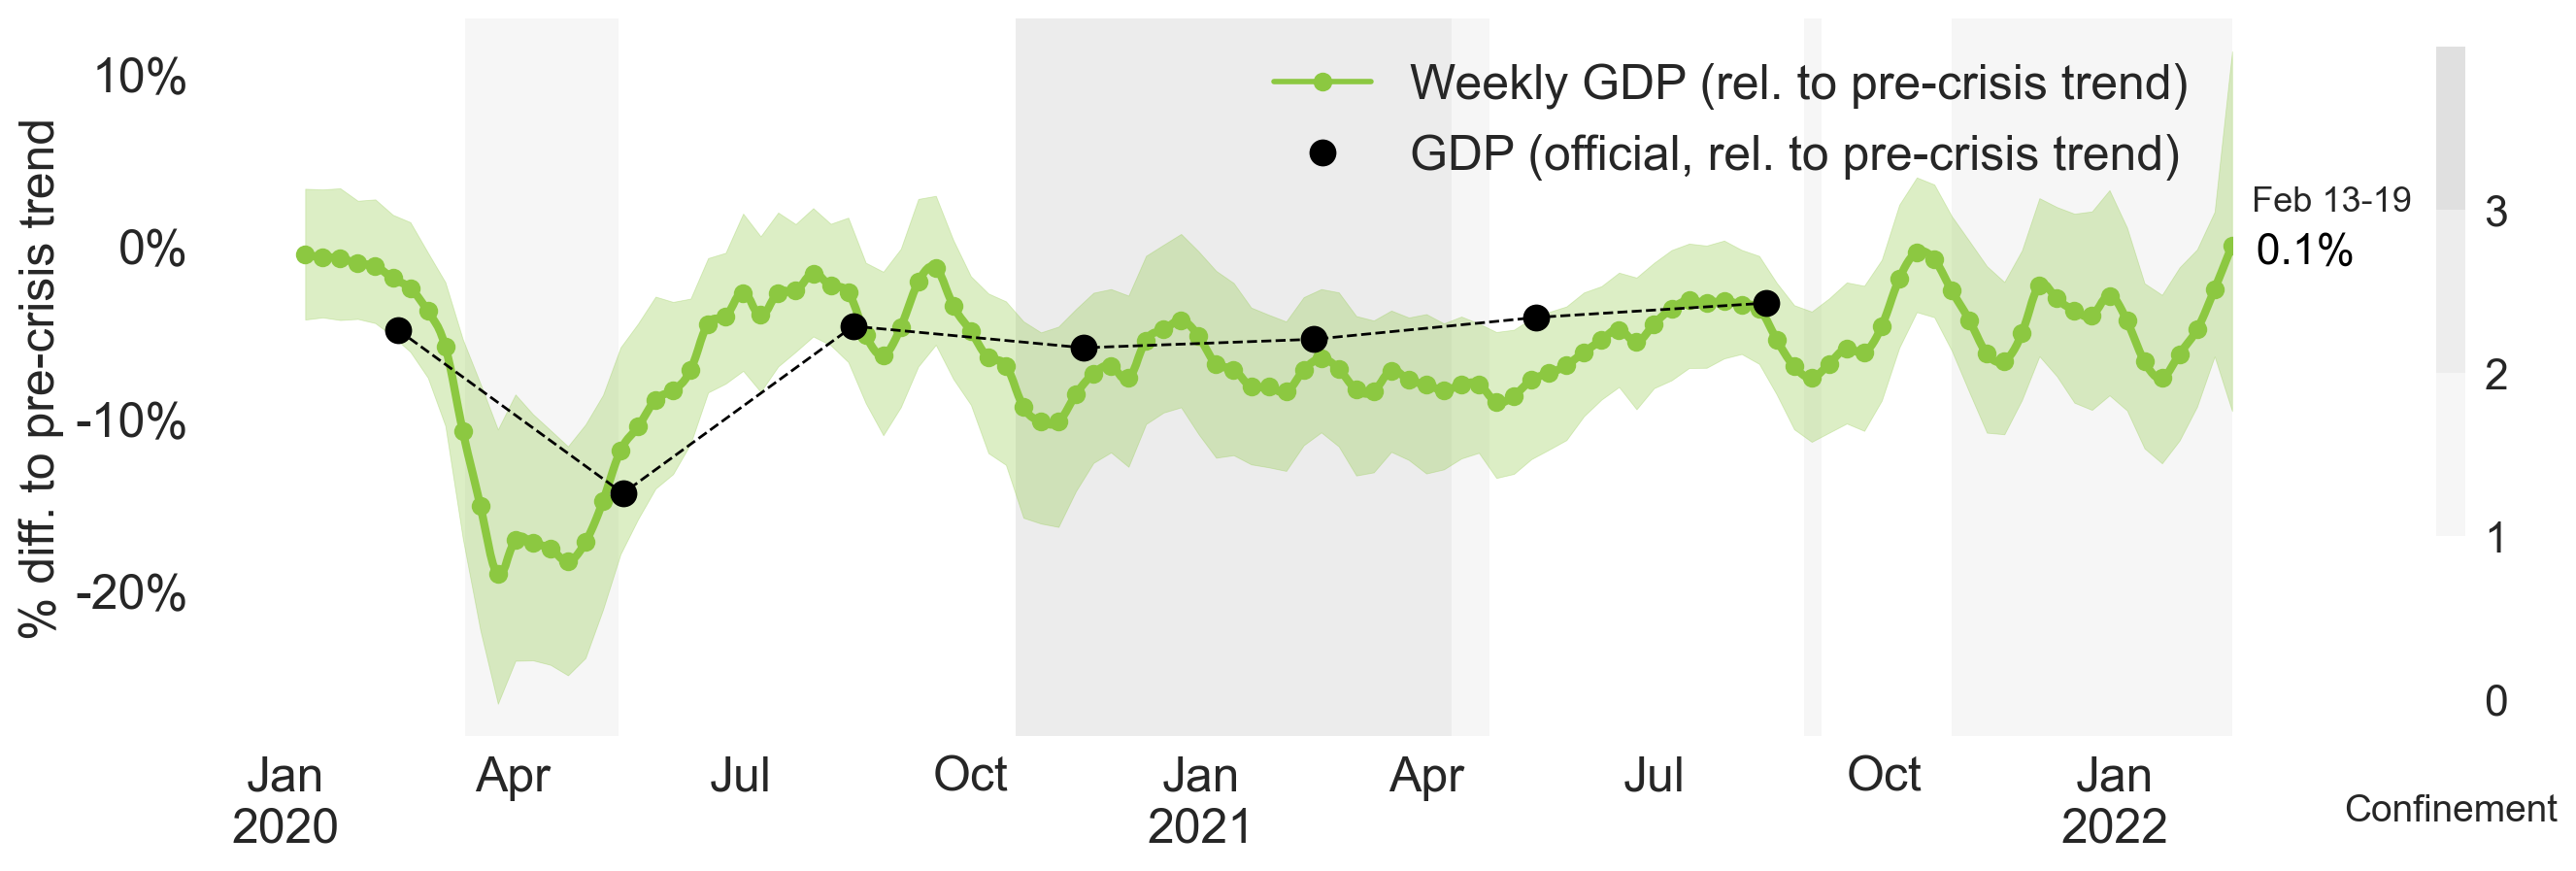 % diff. to pre-crisis trend
10%
0%
-10%
-20%
Weekly GDP (rel. to pre-crisis trend)
GDP (official, rel. to pre-crisis trend)
Feb 13-19
0.1%
3
2
1
0
Confinement
Jan Apr Jul Oct Jan Apr Jul Oct Jan
2020 2021 2022